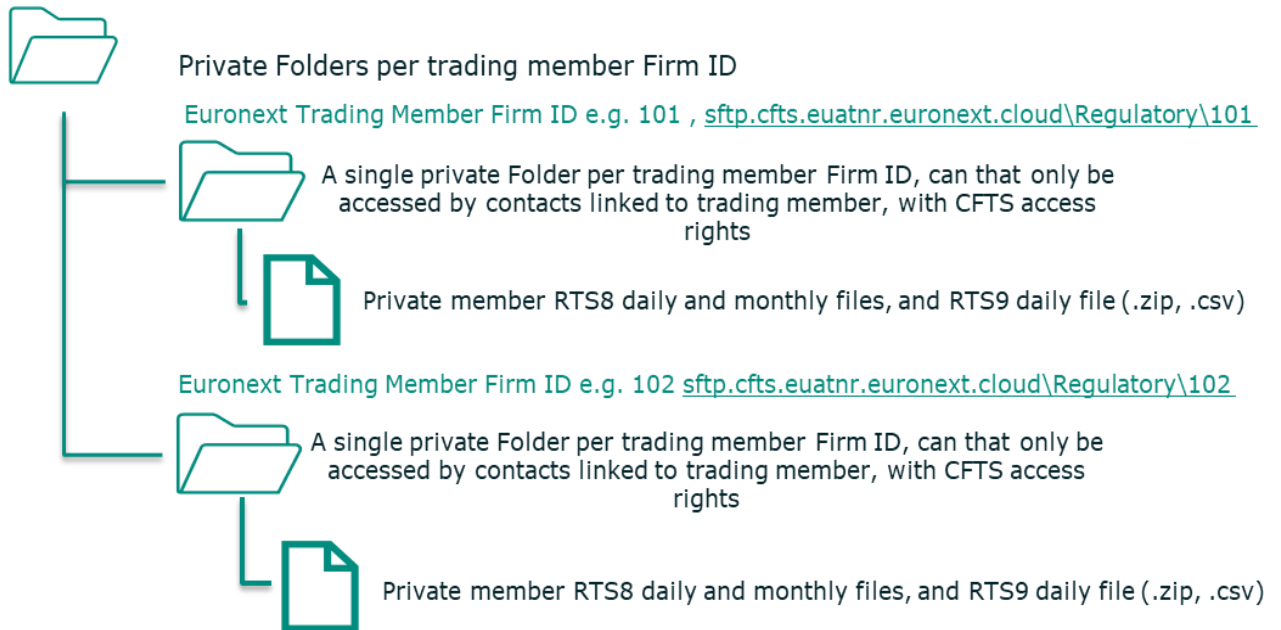 Private Folders per trading member Firm ID
Euronext Trading Member Firm ID e.g. 101 , sftp.cfts.euatnr.euronext.cloud\Regulatory\101
A single private Folder per trading member Firm ID, can that only be
accessed by contacts linked to trading member, with CFTS access
rights
Private member RTS8 daily and monthly files, and RTS9 daily file (.zip, .csv)
Euronext Trading Member Firm ID e.g. 102 sftp.cfts.euatnr.euronext.cloud\Regulatory\102
A single private Folder per trading member Firm ID, can that only be
accessed by contacts linked to trading member, with CFTS access
rights
Private member RTS8 daily and monthly files, and RTS9 daily file (.zip, .csv)